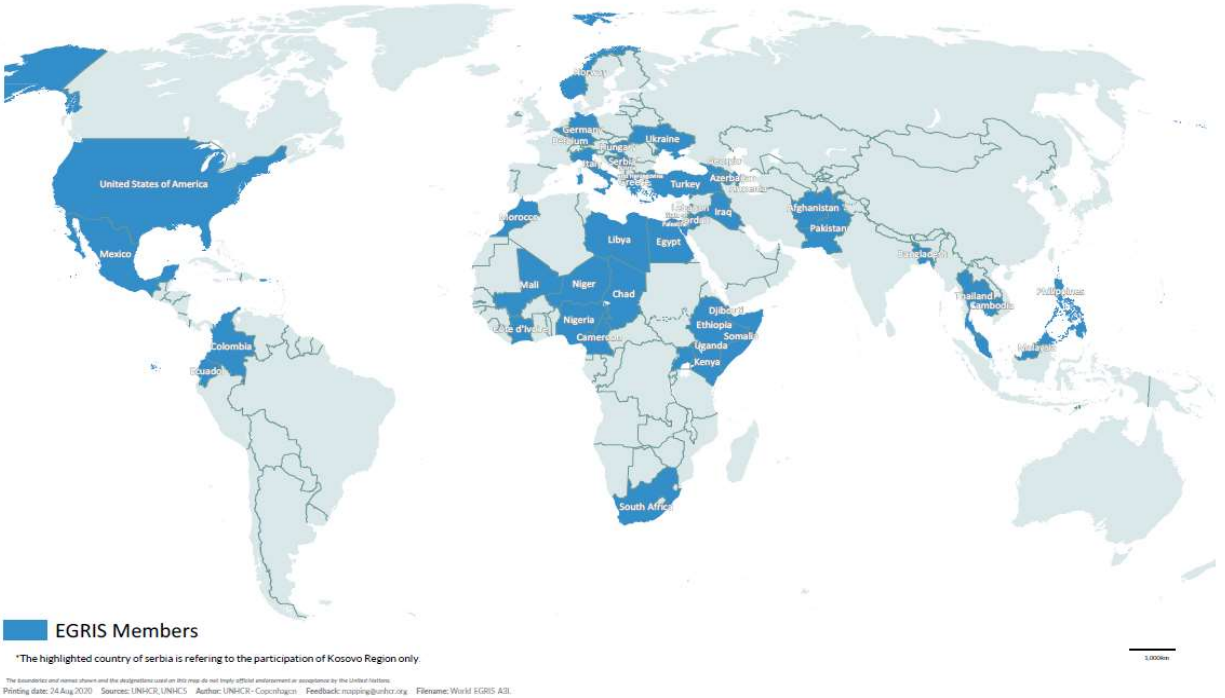 Norway
Germany
Belgium
Ukraine
Hungary
Serbia
Georgia
Italy
Greece
Turkey
Azerbaijan
Armenia
United States of America
Lebanon
Iraq
Afghanistan
Morocco
Jordan
Pakistan
Libya
Egypt
Mexico
Bangladesh
Mali
Niger
Chad
Thailand
Cambodia
Philippines
Djibouti
Nigeria
Côte d'Ivoire
Ethiopia
Cameroon
Somalia
Colombia
Uganda
Malaysia
Kenya
Ecuador
South Africa
EGRIS Members
*The highlighted country of serbia is refering to the participation of Kosovo Region only.
1,000km
The boundaries and names shown and the designations used on this map do not imply official endorsement or acceptance by the United Nations.
Printing date: 24 Aug 2020 Sources: UNHCR, UNHCS Author: UNHCR - Copenhagen Feedback: mapping@unhcr.org Filename: World EGRIS A3L